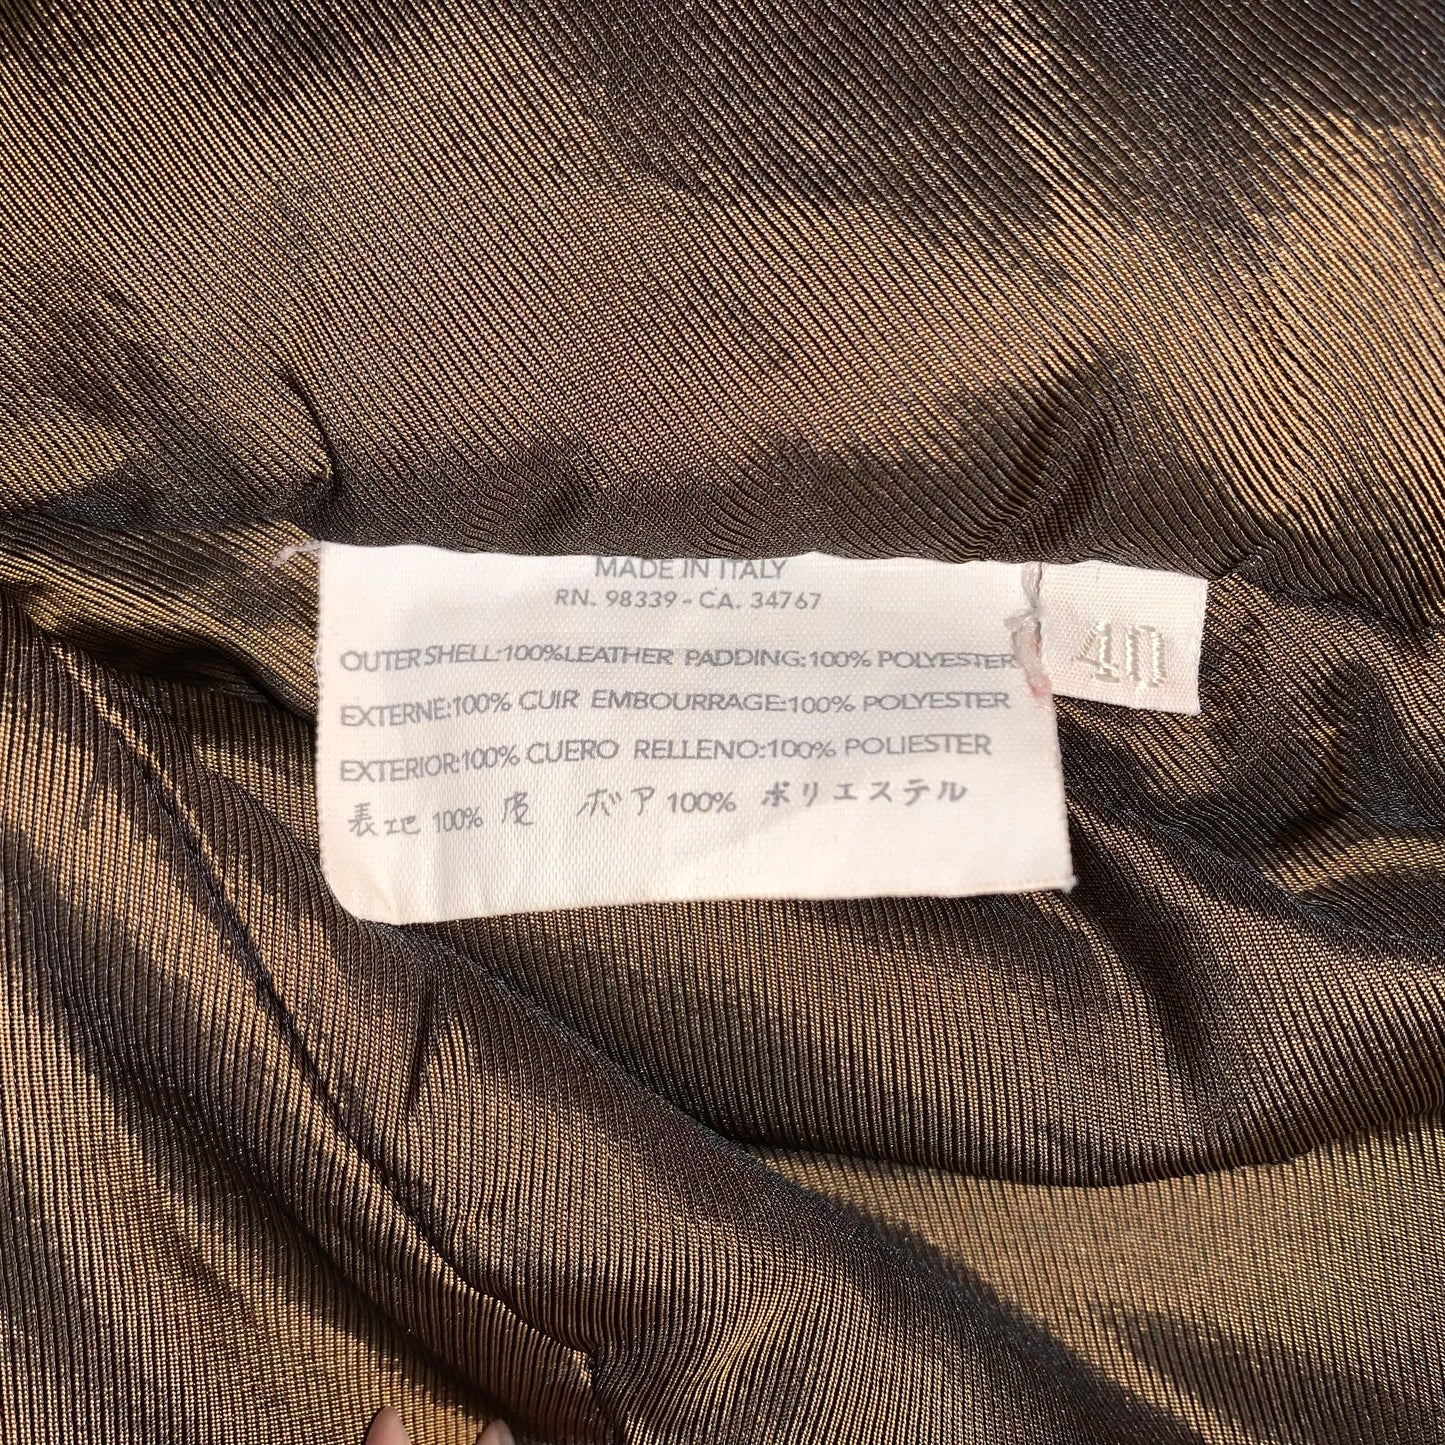 MADE IN ITALY
RN. 98339 - CA. 34767
OUTER SHELL:100%LEATHER PADDING:100% POLYESTER
EXTERNE:100% CUIR EMBOURRAGE:100% POLYESTER
EXTERIOR:100% CUERO RELLENO:100% POLIESTER
表地 100% 皮 ボア 100% ポリエステル
40